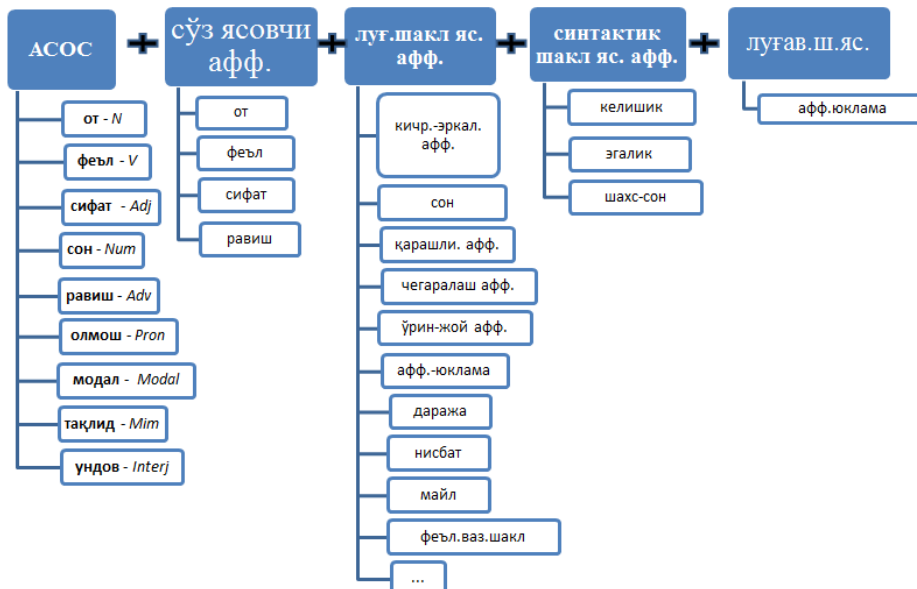 АСОС
от - N
феъл - V
сифат - Adj
сон - Num
равиш - Adv
олмош - Pron
модал - Modal
тақлид - Mim
ундов - Interj
сўз ясовчи
афф.
от
феъл
сифат
равиш
луғ.шакл яс.
афф.
кичр.-эркал.
афф.
сон
қарашли. афф.
чегаралаш афф.
ўрин-жой афф.
афф.-юклама
даража
нисбат
майл
феъл.ваз.шакл
...
синтактик
шакл яс. афф.
келишик
эгалик
шахс-сон
луғав.ш.яс.
афф.юклама